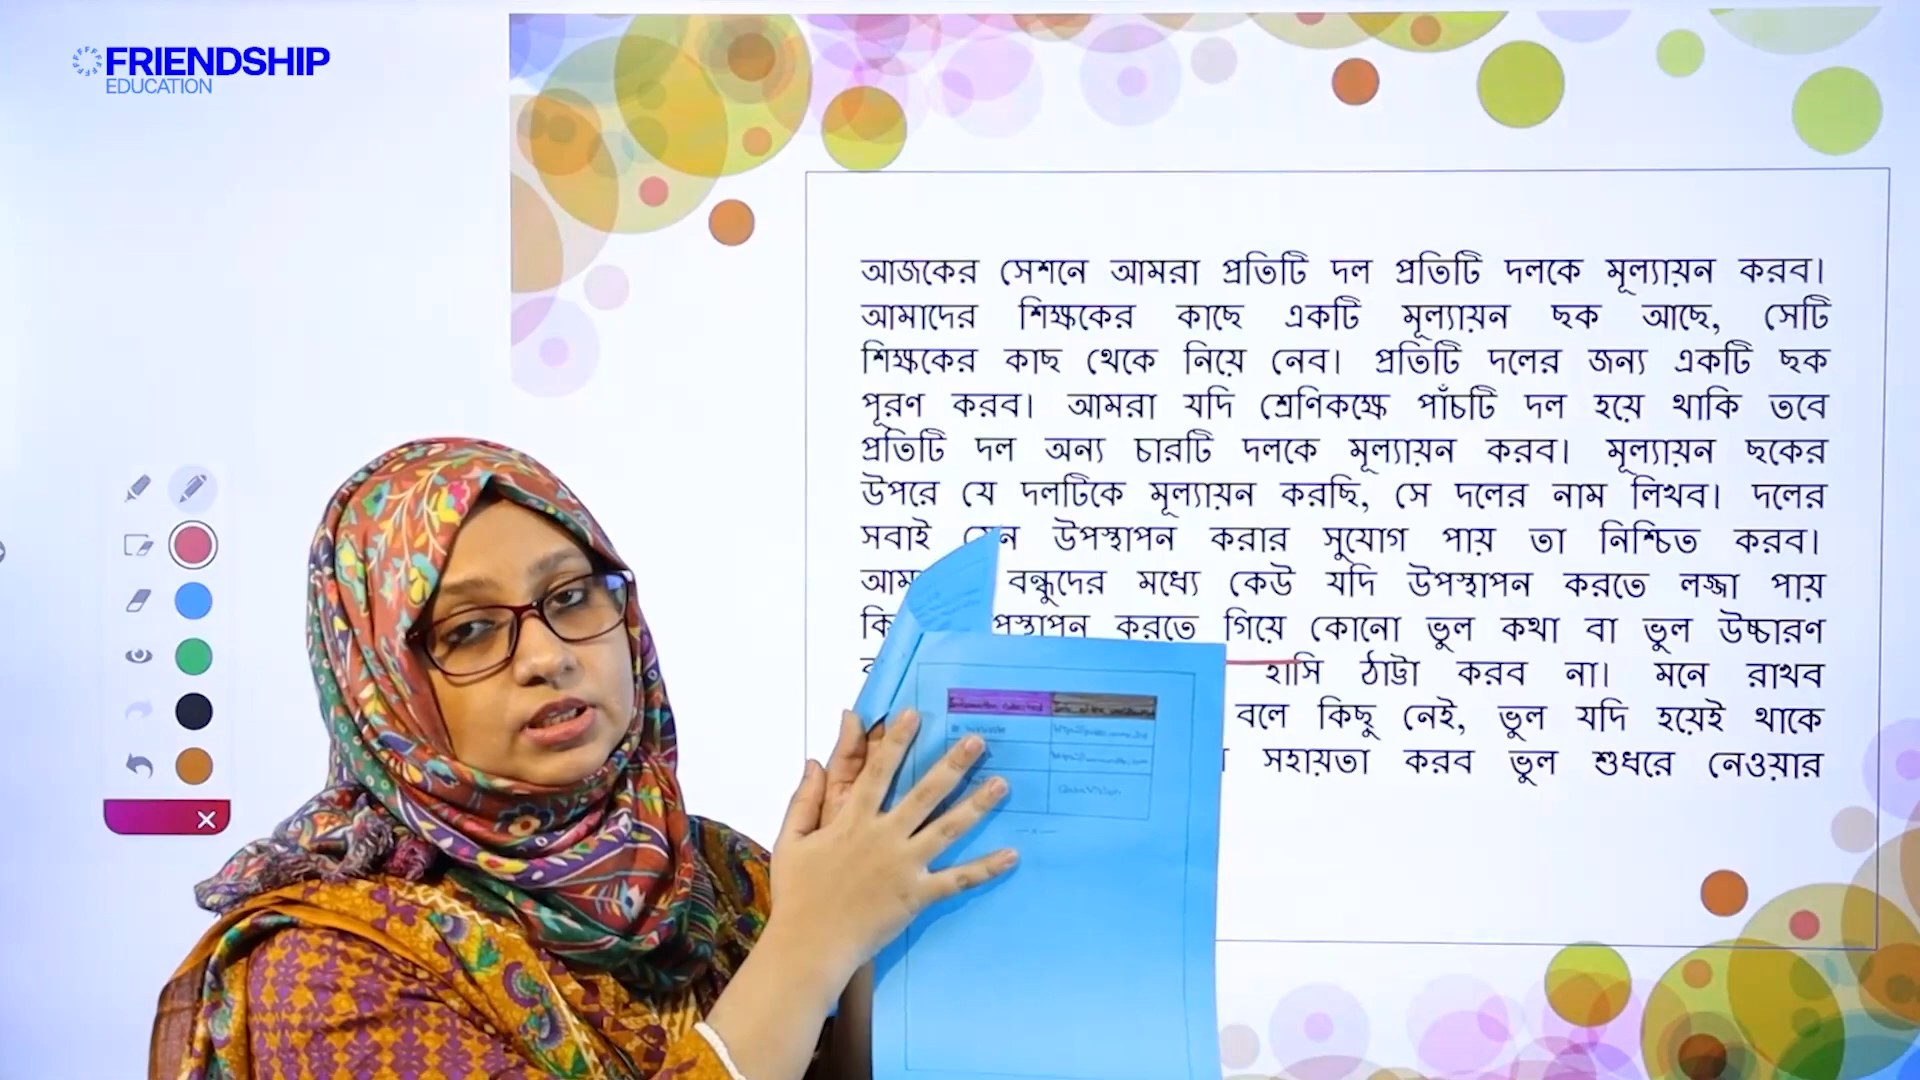 FRIENDSHIP
EDUCATION
আজকের সেশনে আমরা প্রতিটি দল প্রতিটি দলকে মূল্যায়ন করব।
আমাদের শিক্ষকের কাছে একটি মূল্যায়ন ছক আছে, সেটি
শিক্ষকের কাছ থেকে নিয়ে নেব। প্রতিটি দলের জন্য একটি ছক
পূরণ করব। আমরা যদি শ্রেণিকক্ষে পাঁচটি দল হয়ে থাকি তবে
প্রতিটি দল অন্য চারটি দলকে মূল্যায়ন করব। মূল্যায়ন ছকের
উপরে যে দলটিকে মূল্যায়ন করছি, সে দলের নাম লিখব। দলের
সবাই উপস্থাপন করার সুযোগ পায় তা নিশ্চিত করব।
বন্ধুদের মধ্যে কেউ যদি উপস্থাপন করতে লজ্জা পায়
করতে গিয়ে কোনো ভুল কথা বা ভুল উচ্চারণ
হাসি ঠাট্টা করব না। মনে রাখব
বলে কিছু নেই, ভুল যদি হয়েই থাকে
সহায়তা করব ভুল শুধরে নেওয়ার